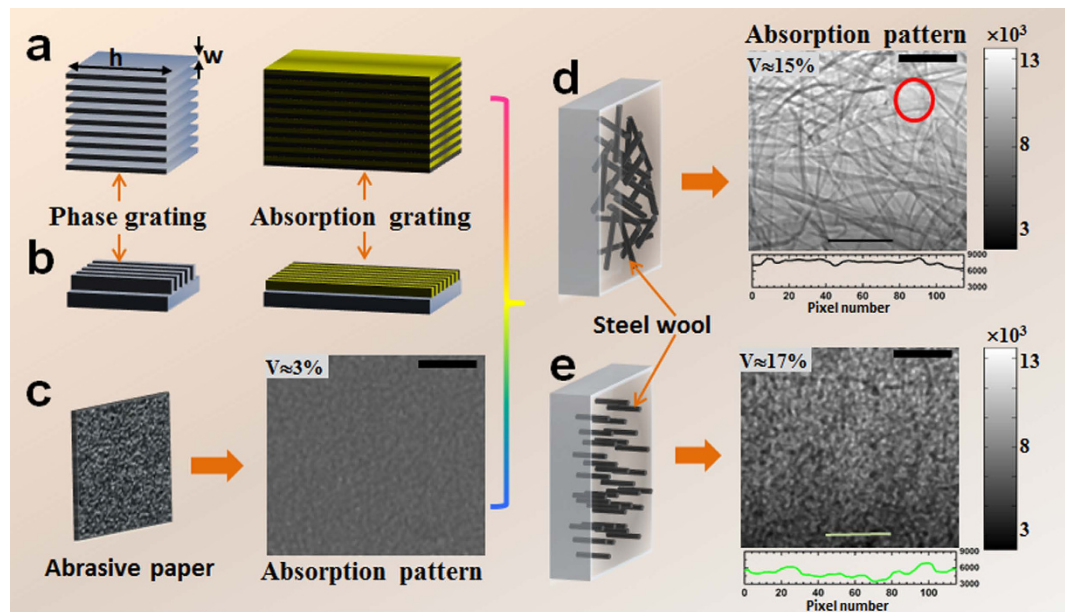 a
h
w
Phase grating
Absorption grating
b
c
V≈3%
Abrasive paper
Absorption pattern
d
Absorption pattern
V≈15%
×10³
13
8
3
9000
6000
3000
0 20 40 60 80 100
Pixel number
Steel wool
e
V≈17%
×10³
13
8
3
9000
6000
3000
0 20 40 60 80 100
Pixel number